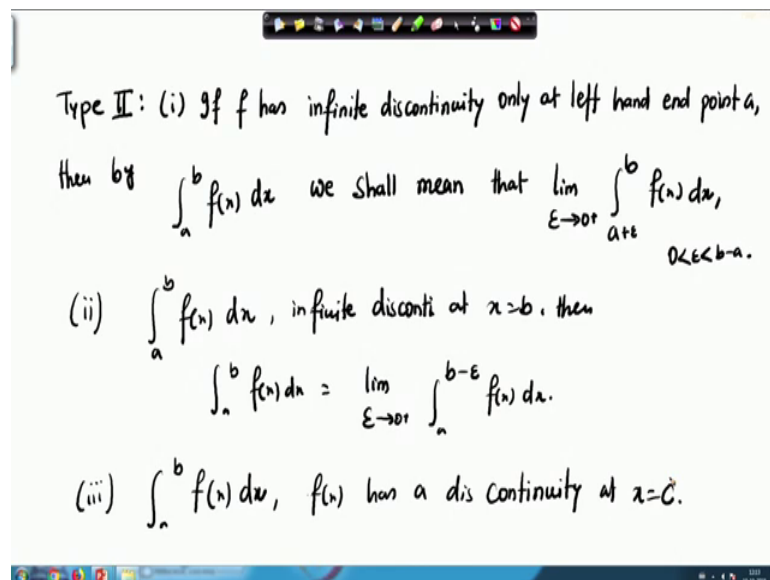 Type II : (i) If f has infinite discontinuity only at left hand end point a,
then by ∫_a^b f(x) dx we shall mean that lim_{ε→0+} ∫_{a+ε}^b f(x) dx,
0<ε<b-a.
(ii) ∫_a^b f(x) dx, infinite disconti at x=b. then
∫_a^b f(x) dx = lim_{ε→0+} ∫_a^{b-ε} f(x) dx.
(iii) ∫_a^b f(x) dx, f(x) has a dis continuity at x=c.